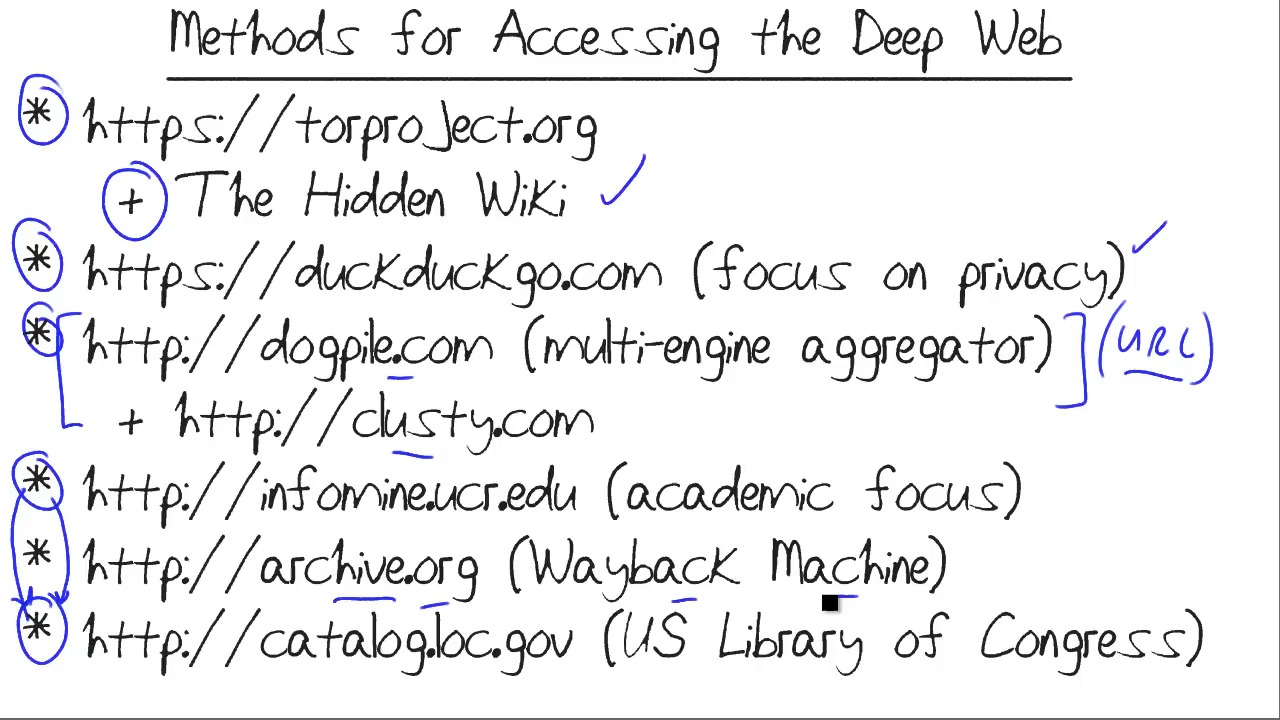 Methods for Accessing the Deep Web
* https://torproject.org
+ The Hidden Wiki
* https://duckduckgo.com (focus on privacy)
* http://dogpile.com (multi-engine aggregator) (URL)
+ http://clusty.com
* http://infomine.ucr.edu (academic focus)
* http://archive.org (Wayback Machine)
* http://catalog.loc.gov (US Library of Congress)